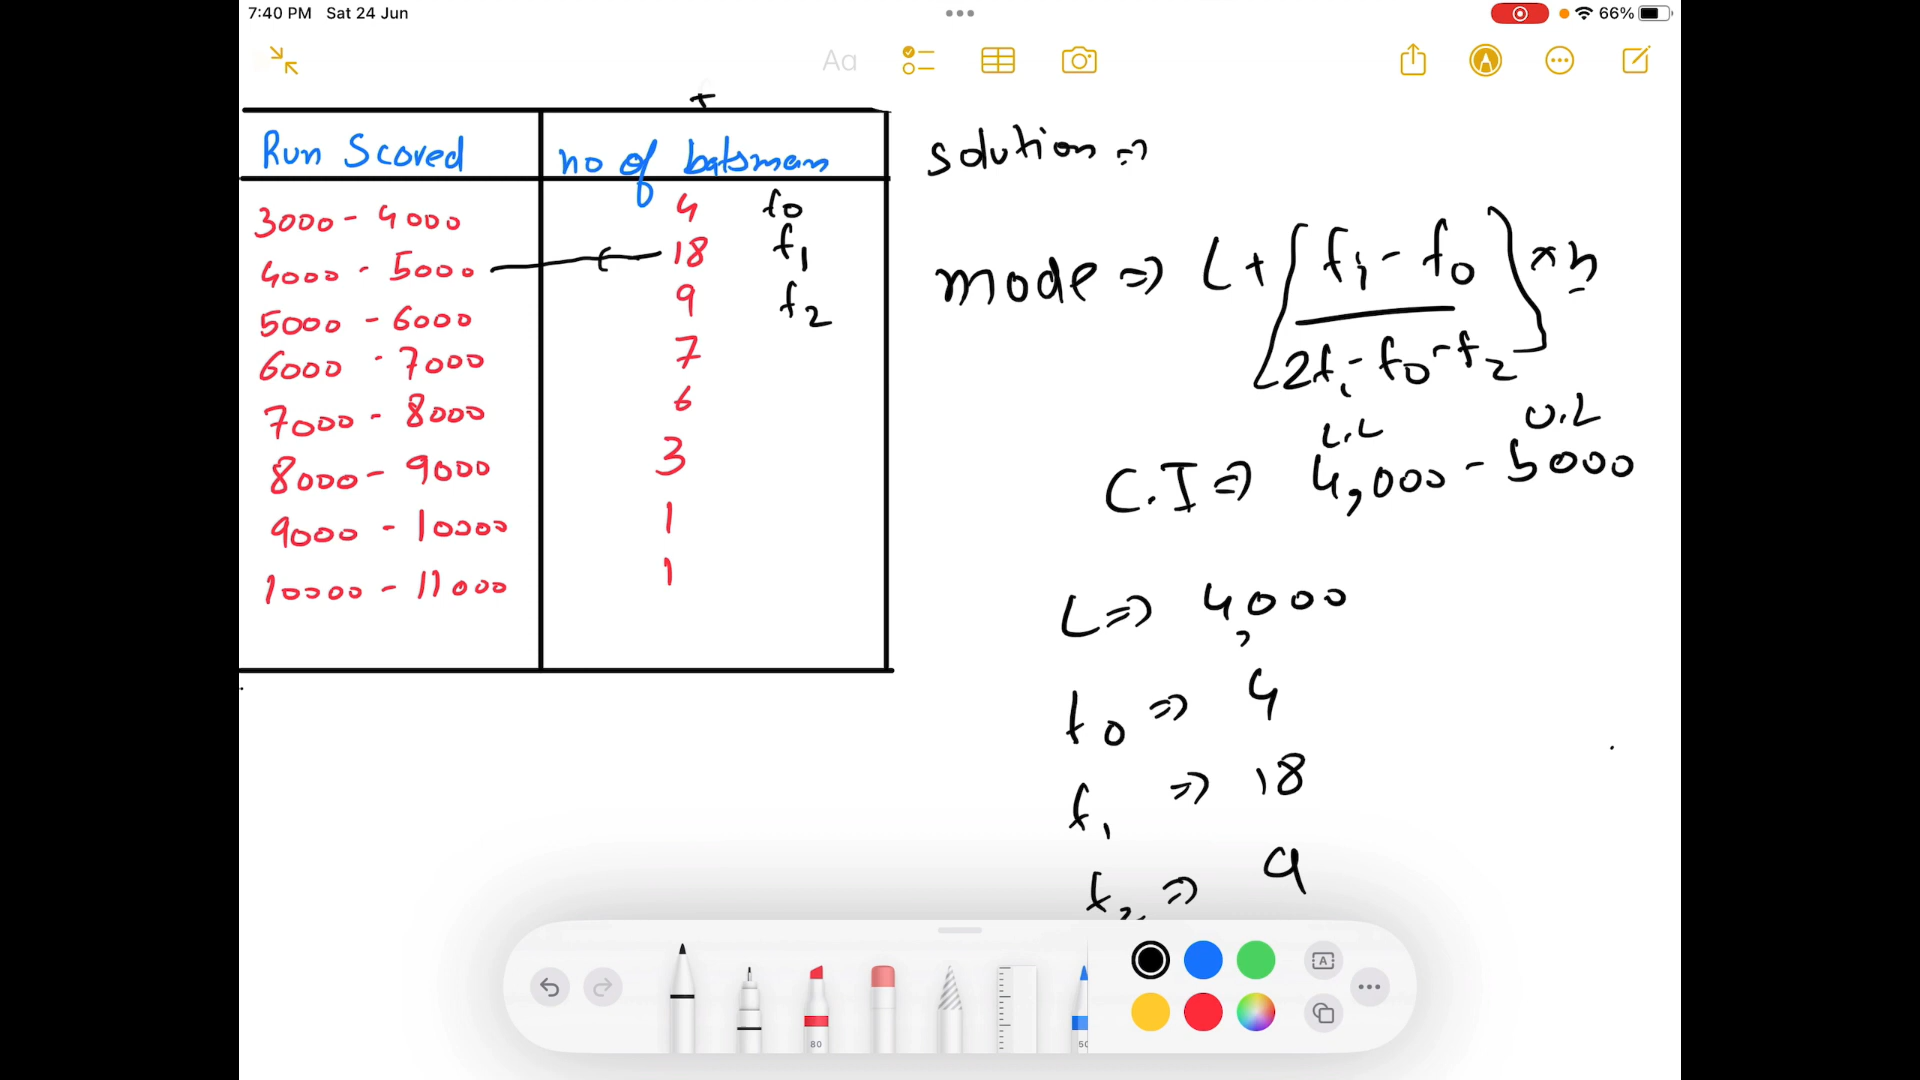 7:40 PM Sat 24 Jun
66%
Aa
Run Scored
no of batsman
3000 - 4000 4 f0
4000 - 5000 18 f1
5000 - 6000 9 f2
6000 - 7000 7
7000 - 8000 6
8000 - 9000 3
9000 - 10000 1
10000 - 11000 1
solution ⇒
mode ⇒ L + [ f1 - f0
2f1 - f0 - f2 ] × h
L.L U.L
C.I ⇒ 4,000 - 5000
L ⇒ 4,000
f0 ⇒ 4
f1 ⇒ 18
f2 ⇒ 9
80
A